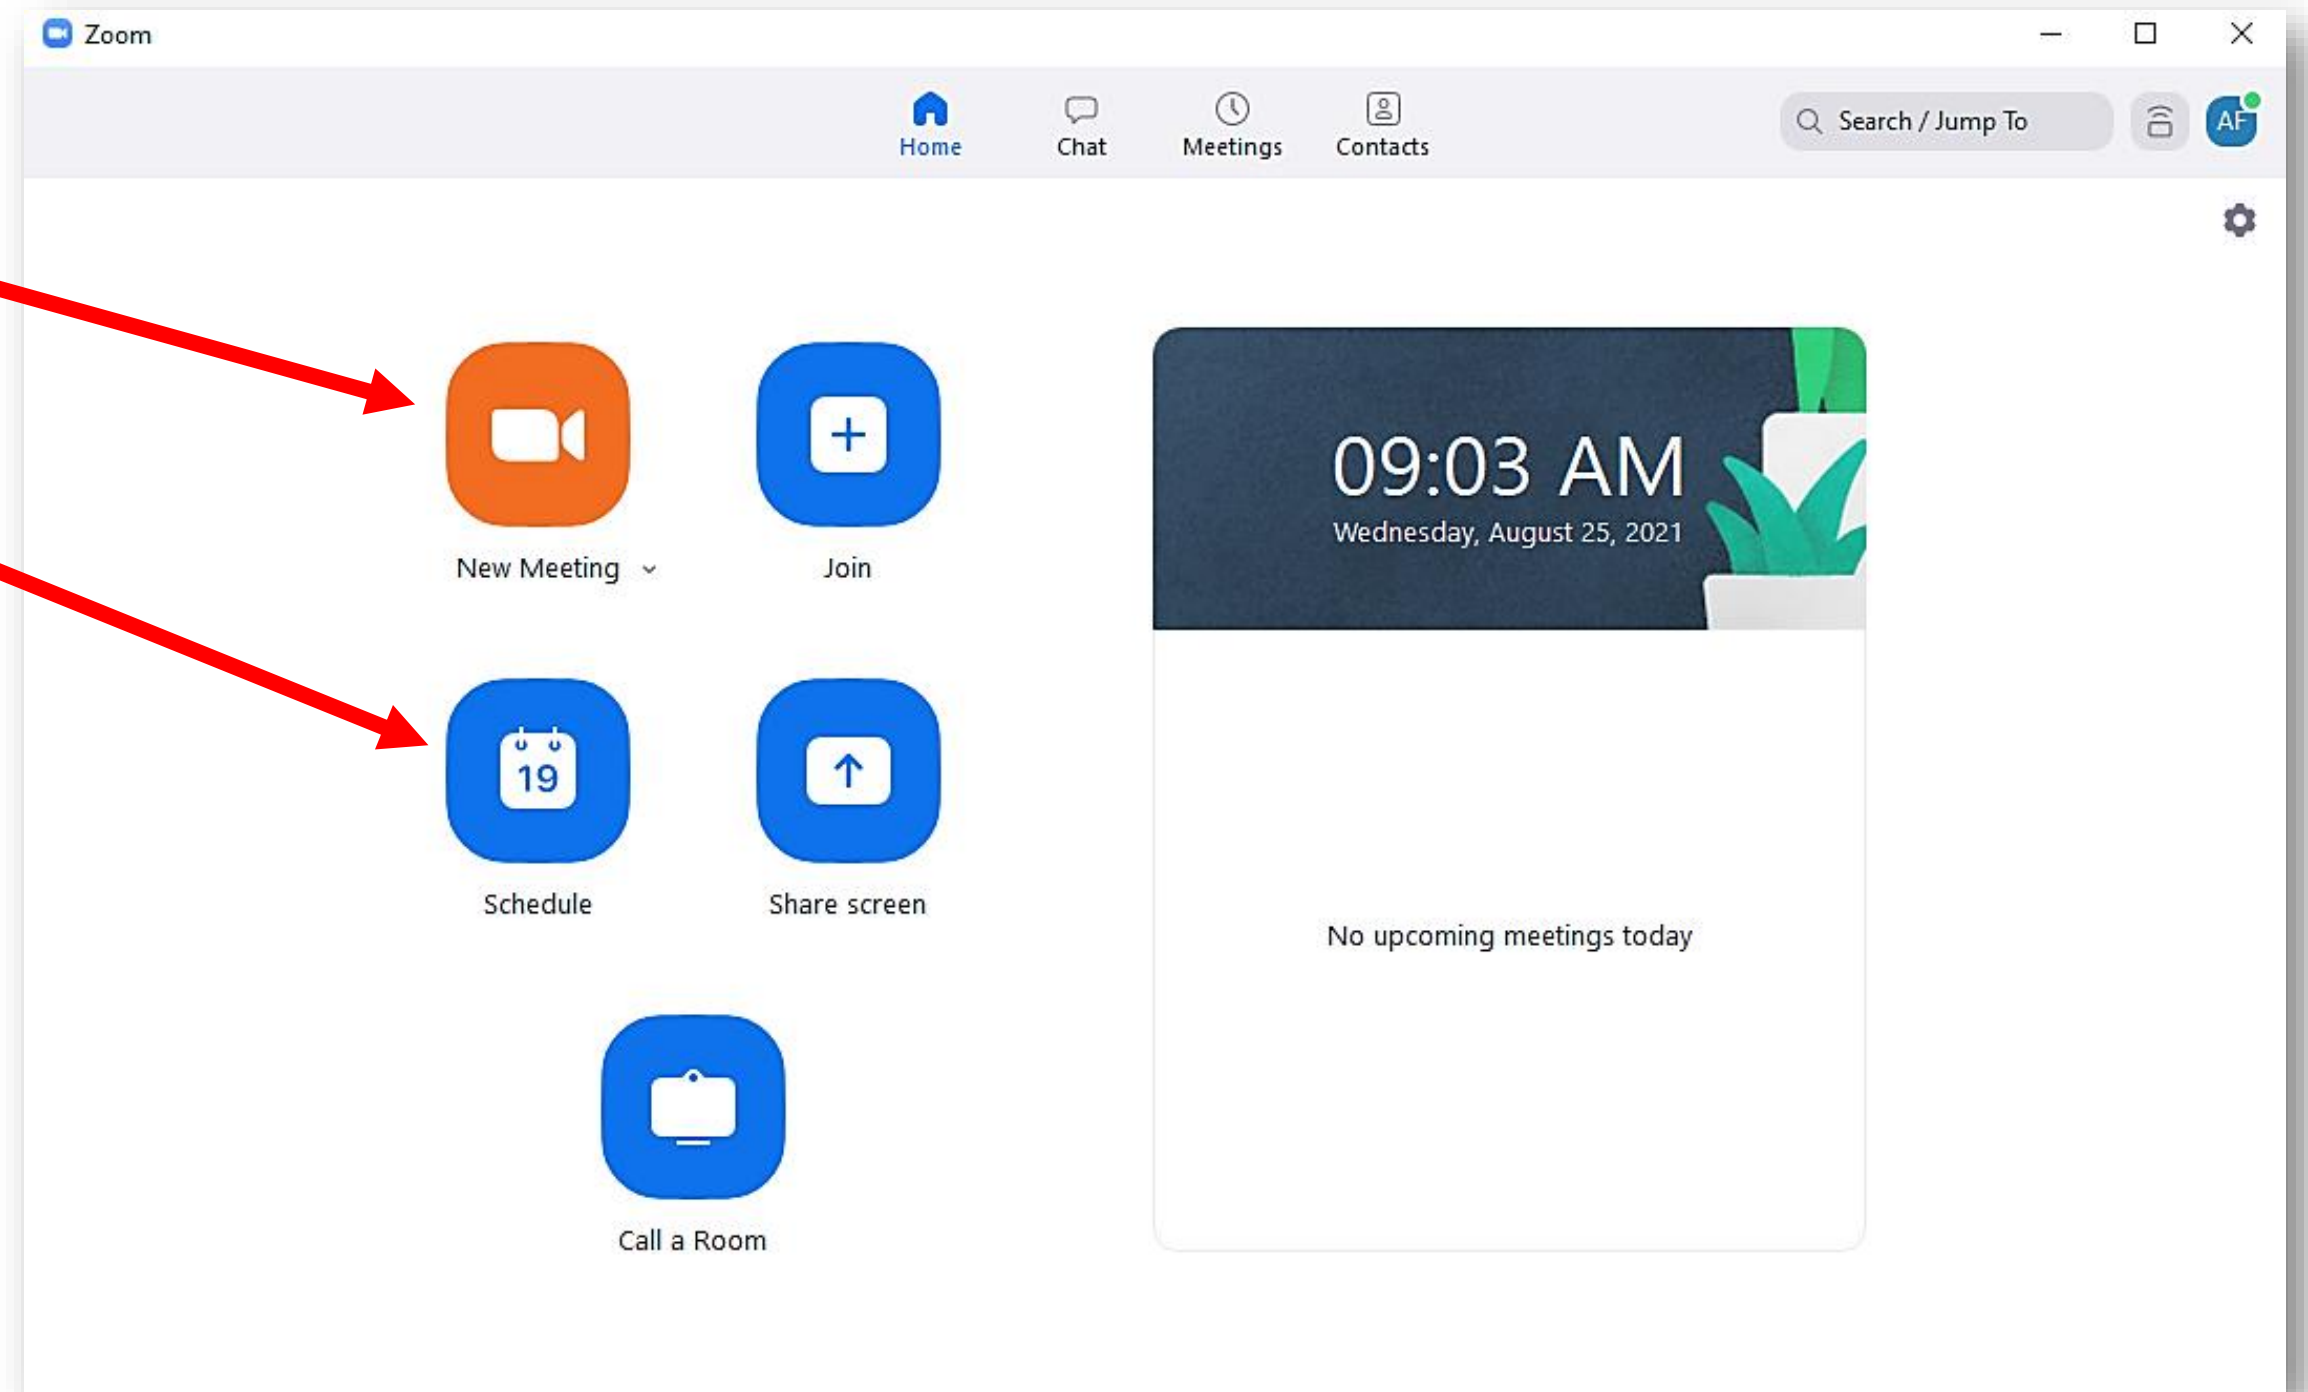 Zoom
Home
Chat
Meetings
Contacts
Search / Jump To
AF
09:03 AM
Wednesday, August 25, 2021
New Meeting
Join
19
Schedule
Share screen
No upcoming meetings today
Call a Room